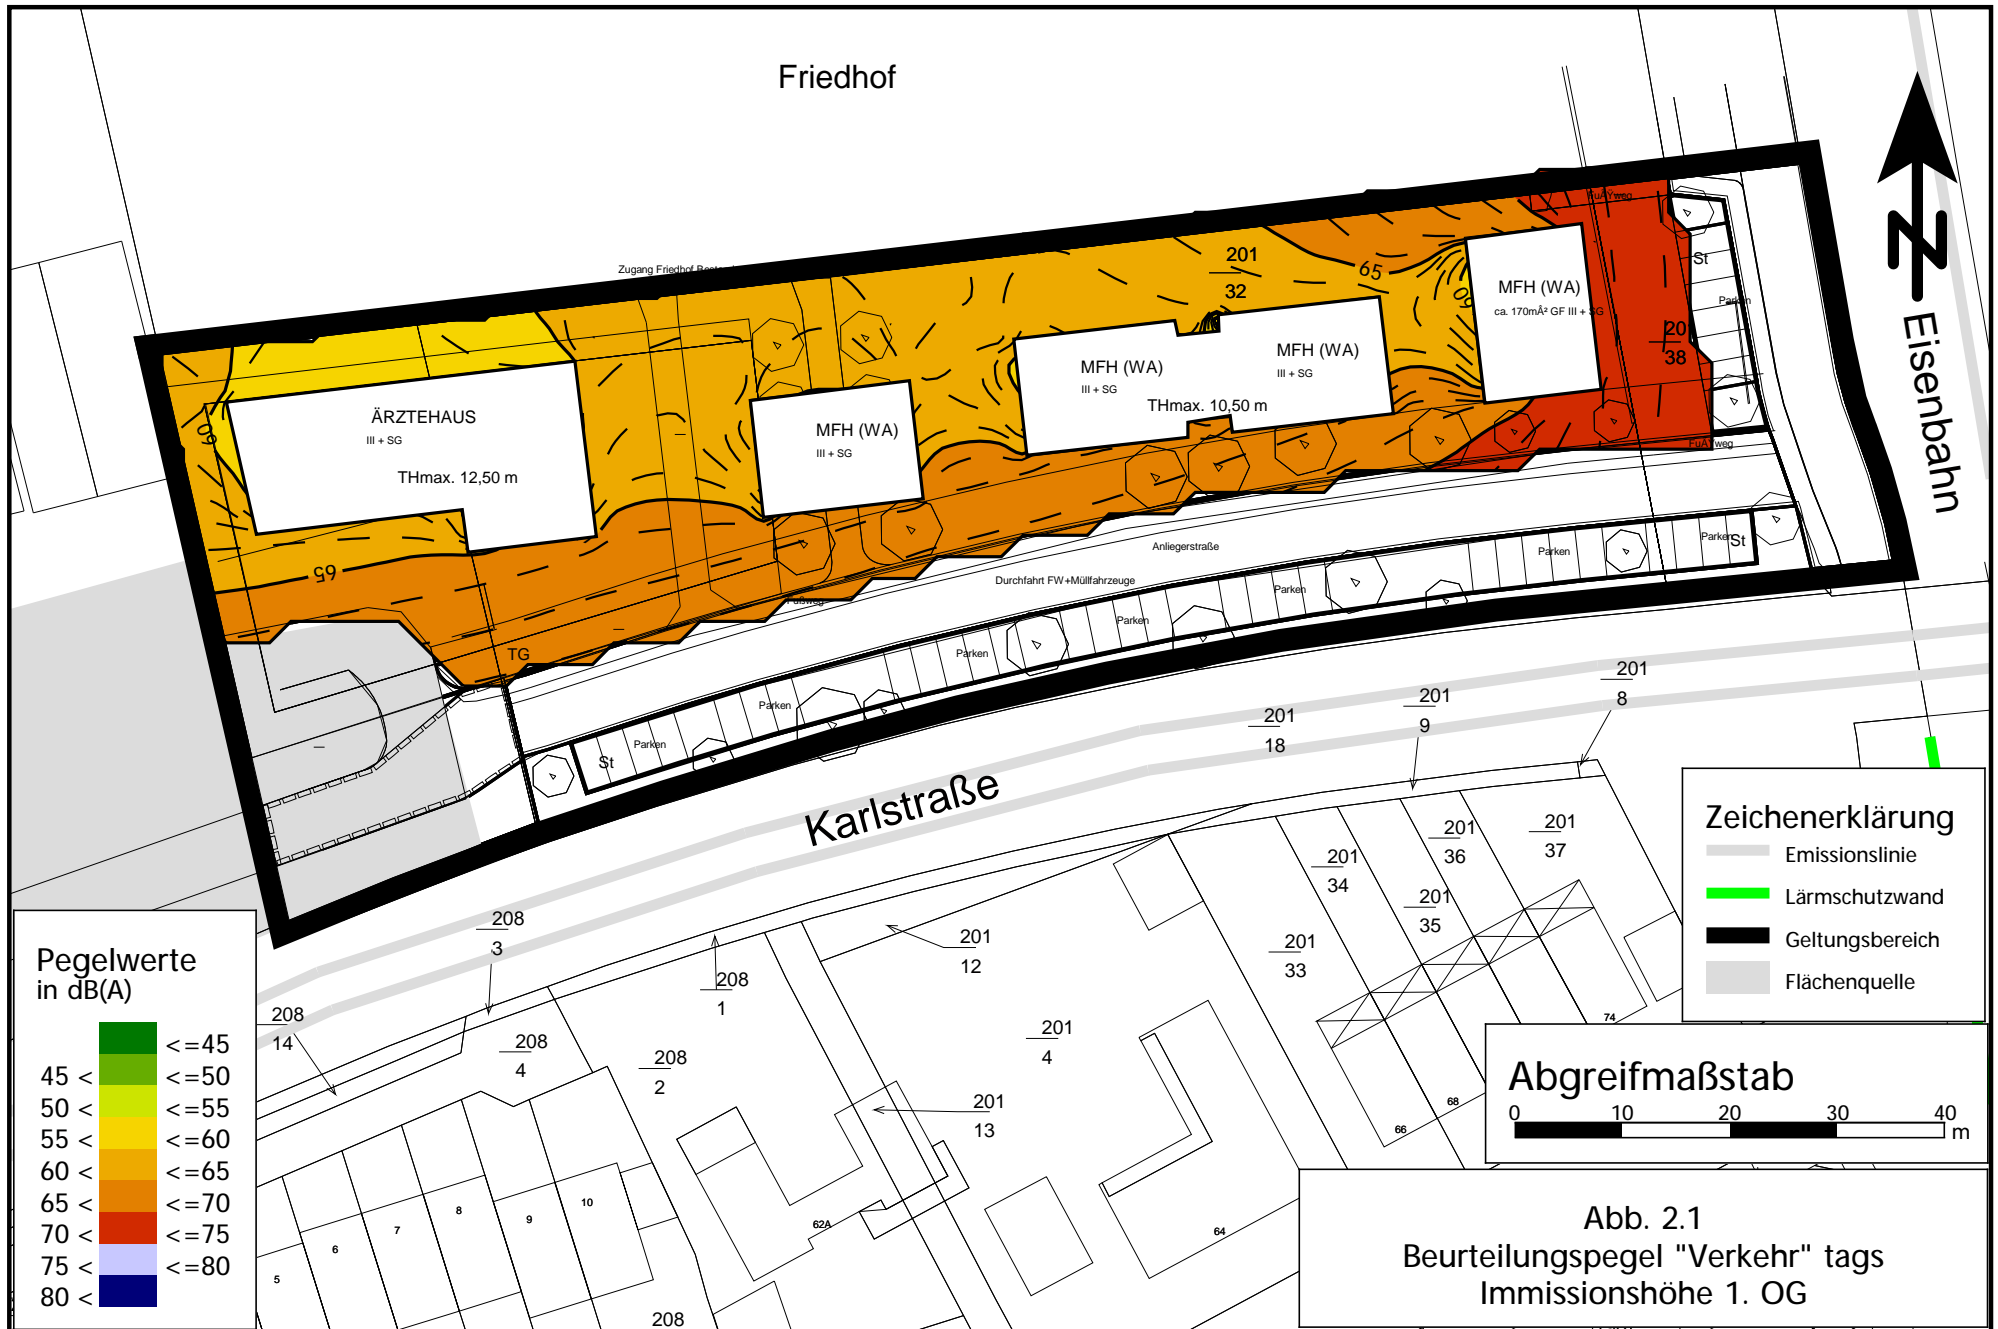 Friedhof
Zugang Friedhof
FuÃŸweg
201
32
65
60
MFH (WA)
ca. 170mÂ² GF III + SG
St
Parken
20
38
Eisenbahn
MFH (WA)
III + SG
MFH (WA)
III + SG
THmax. 10,50 m
ÄRZTEHAUS
III + SG
THmax. 12,50 m
MFH (WA)
III + SG
60
65
FuÃŸweg
Anliegerstraße
Durchfahrt FW+Müllfahrzeuge
Fußweg
TG
Parken
Parken
Parken
Parken
Parken
Parken
Parken
St
St
Karlstraße
201
8
201
9
201
18
208
3
208
14
208
1
208
4
208
2
201
12
201
4
201
13
201
33
201
34
201
35
201
36
201
37
5
6
7
8
9
10
62A
64
66
68
74
208
Pegelwerte
in dB(A)
<=45
45 < <=50
50 < <=55
55 < <=60
60 < <=65
65 < <=70
70 < <=75
75 < <=80
80 <
Zeichenerklärung
Emissionslinie
Lärmschutzwand
Geltungsbereich
Flächenquelle
Abgreifmaßstab
0 10 20 30 40
m
Abb. 2.1
Beurteilungspegel "Verkehr" tags
Immissionshöhe 1. OG